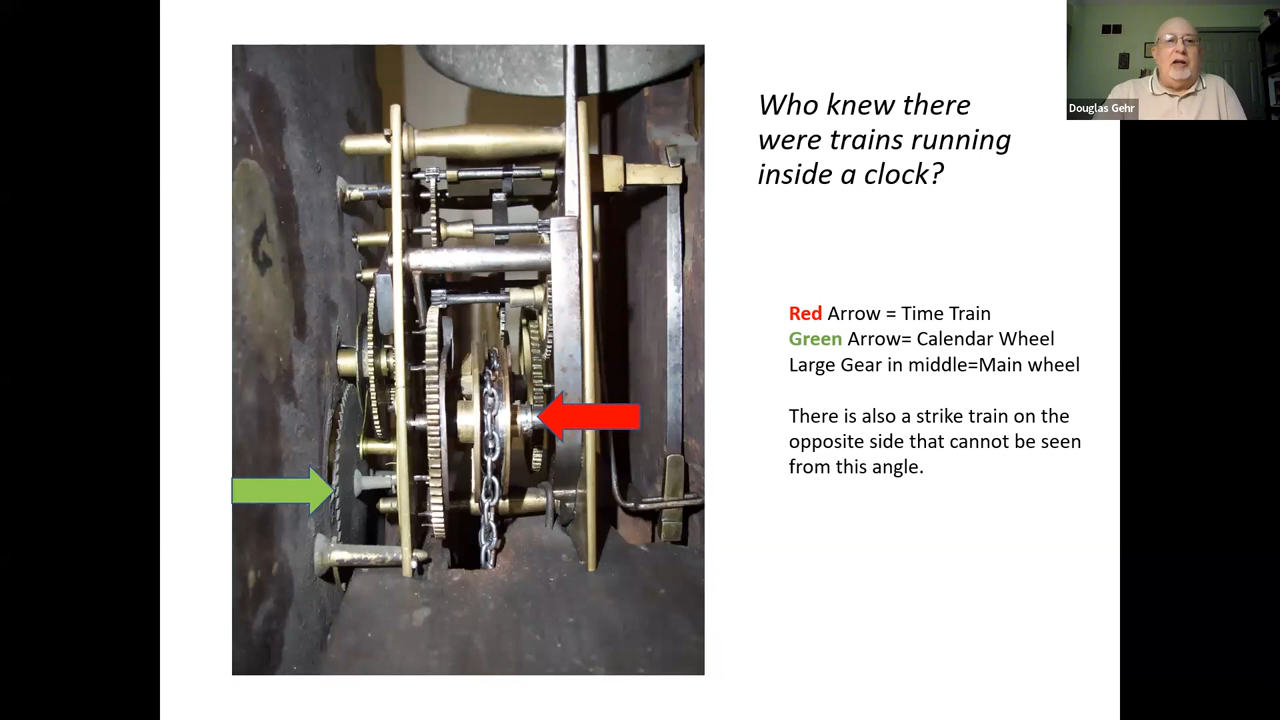 Who knew there
were trains running
inside a clock?
Douglas Gehr
Red Arrow = Time Train
Green Arrow= Calendar Wheel
Large Gear in middle=Main wheel
There is also a strike train on the
opposite side that cannot be seen
from this angle.